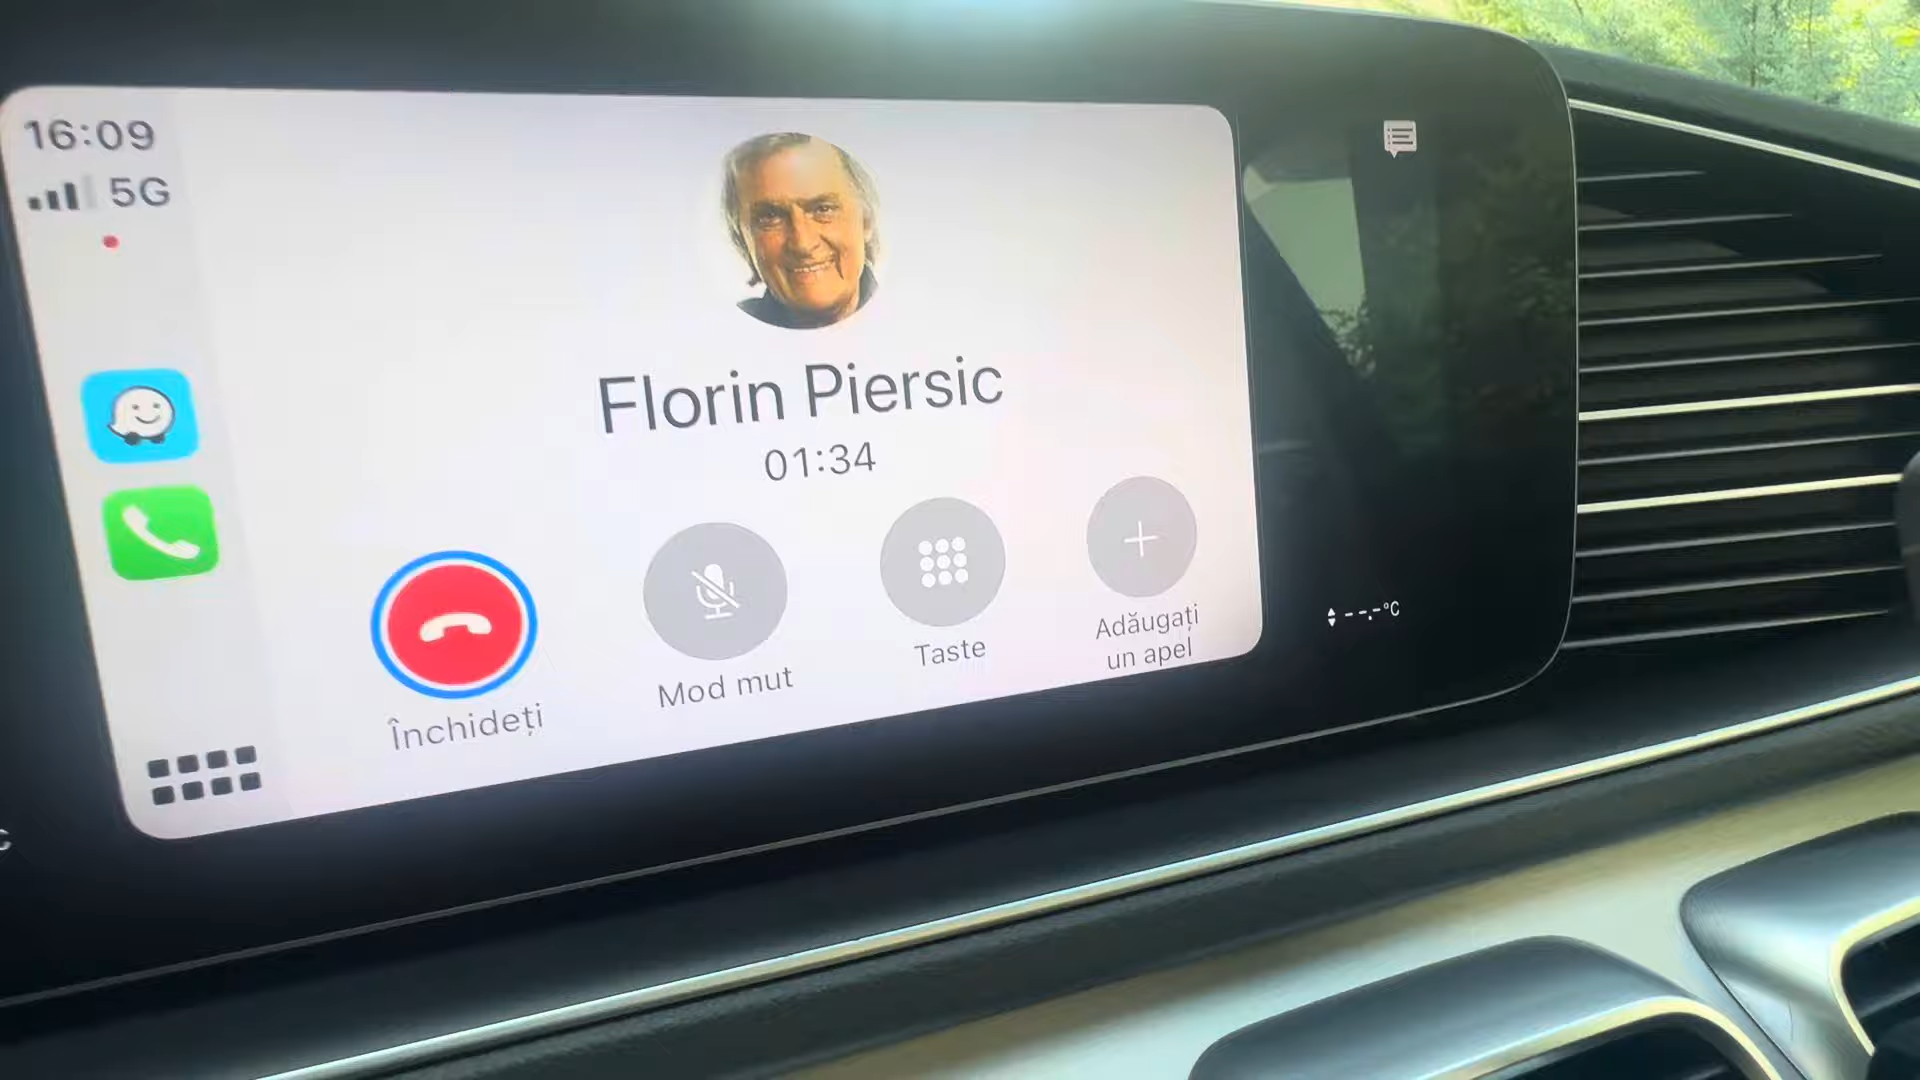 16:09
5G
Florin Piersic
01:34
Închideți
Mod mut
Taste
Adăugați
un apel
--.-°C